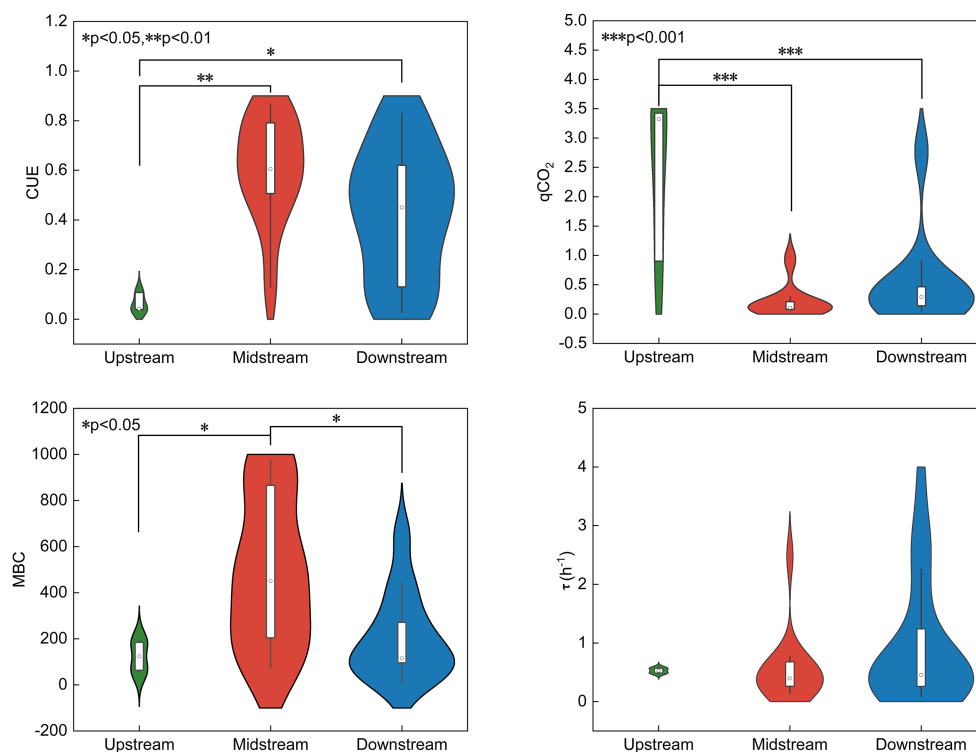 1.2
1.0
0.8
0.6
0.4
0.2
0.0
CUE
*p<0.05,**p<0.01
*
**
Upstream
Midstream
Downstream
5.0
4.5
4.0
3.5
3.0
2.5
2.0
1.5
1.0
0.5
0.0
-0.5
qCO₂
***p<0.001
***
***
Upstream
Midstream
Downstream
1200
1000
800
600
400
200
0
-200
MBC
*p<0.05
*
*
Upstream
Midstream
Downstream
5
4
3
2
1
0
τ (h⁻¹)
Upstream
Midstream
Downstream